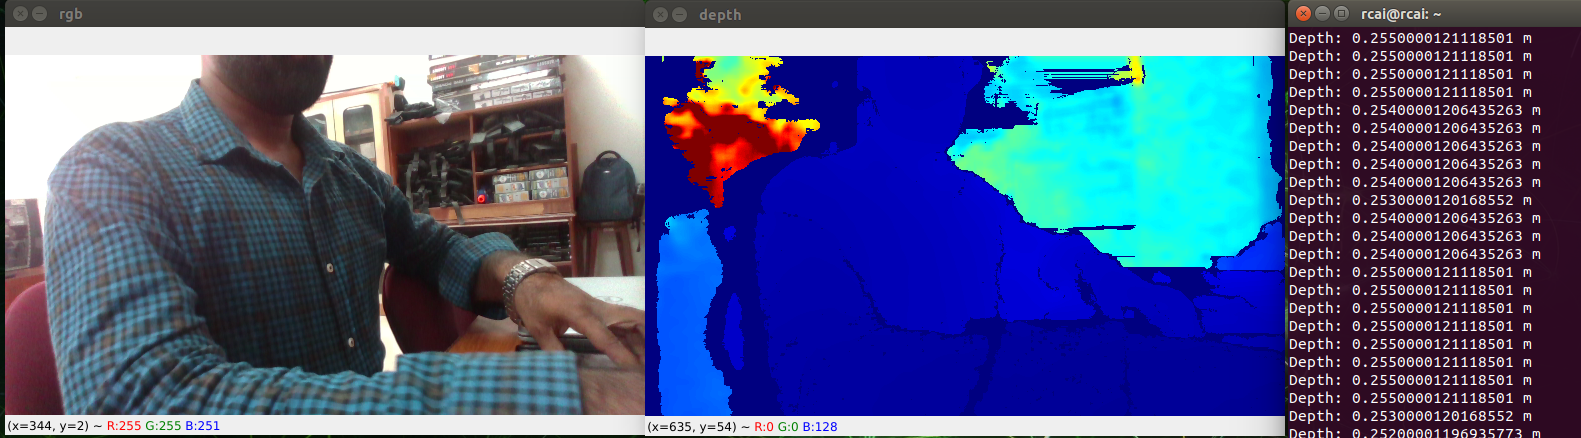 rgb
(x=344, y=2) ~ R:255 G:255 B:251
depth
(x=635, y=54) ~ R:0 G:0 B:128
rcai@rcai: ~
Depth: 0.2550000121118501 m
Depth: 0.2550000121118501 m
Depth: 0.2550000121118501 m
Depth: 0.2550000121118501 m
Depth: 0.25400001206435263 m
Depth: 0.25400001206435263 m
Depth: 0.25400001206435263 m
Depth: 0.25400001206435263 m
Depth: 0.25400001206435263 m
Depth: 0.2530000120168552 m
Depth: 0.25400001206435263 m
Depth: 0.25400001206435263 m
Depth: 0.25400001206435263 m
Depth: 0.2550000121118501 m
Depth: 0.2550000121118501 m
Depth: 0.2550000121118501 m
Depth: 0.2550000121118501 m
Depth: 0.2550000121118501 m
Depth: 0.2550000121118501 m
Depth: 0.2550000121118501 m
Depth: 0.2550000121118501 m
Depth: 0.2530000120168552 m
Depth: 0.2520001196935773 m